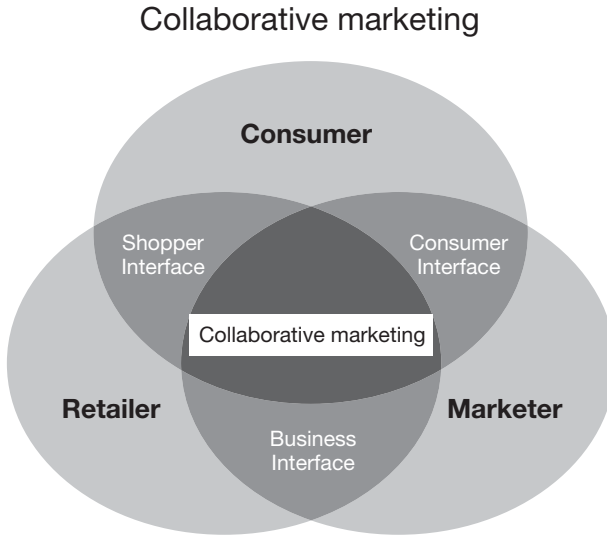 Collaborative marketing
Consumer
Shopper
Interface
Consumer
Interface
Collaborative marketing
Retailer
Marketer
Business
Interface